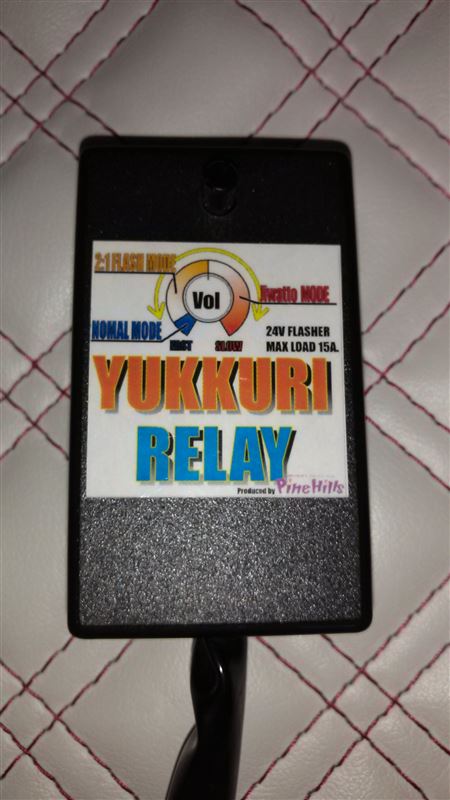 2:1 FLASH MODE
Vol
Hwatio MODE
NOMAL MODE
FAST
SLOW
24V FLASHER
MAX LOAD 15A.
YUKKURI
RELAY
Produced by PineHills